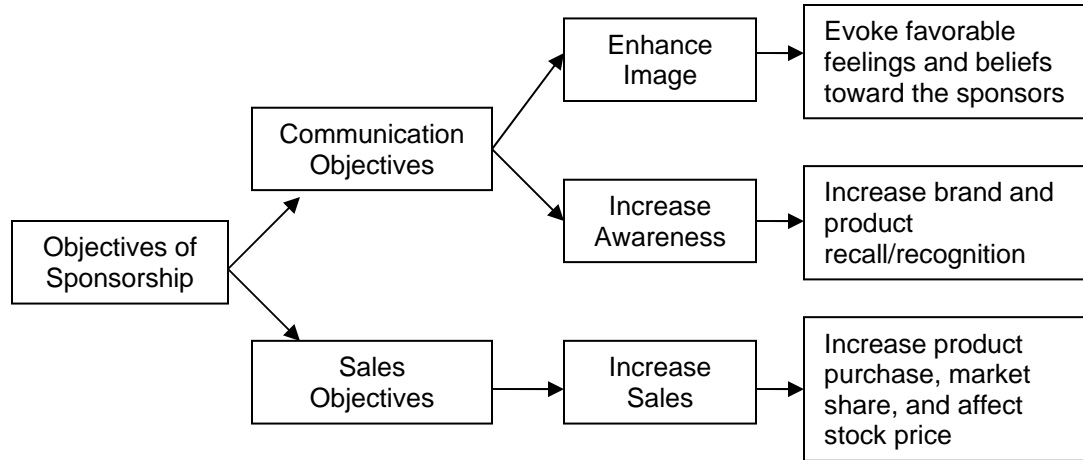 Objectives of
Sponsorship
Communication
Objectives
Enhance
Image
Evoke favorable
feelings and beliefs
toward the sponsors
Increase
Awareness
Increase brand and
product
recall/recognition
Sales
Objectives
Increase
Sales
Increase product
purchase, market
share, and affect
stock price